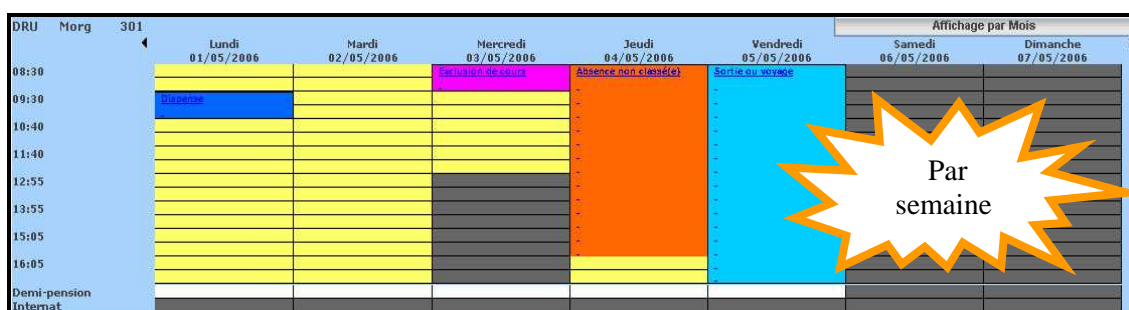 DRU Morg 301 Affichage par Mois
Lundi Mardi Mercredi Jeudi Vendredi Samedi Dimanche
01/05/2006 02/05/2006 03/05/2006 04/05/2006 05/05/2006 06/05/2006 07/05/2006
08:30 Exclusion de cours Absence non classé(e) Sortie ou voyage
09:30 Dispense
10:40
11:40
12:55
13:55
15:05
16:05
Par
semaine
Demi-pension
Internat